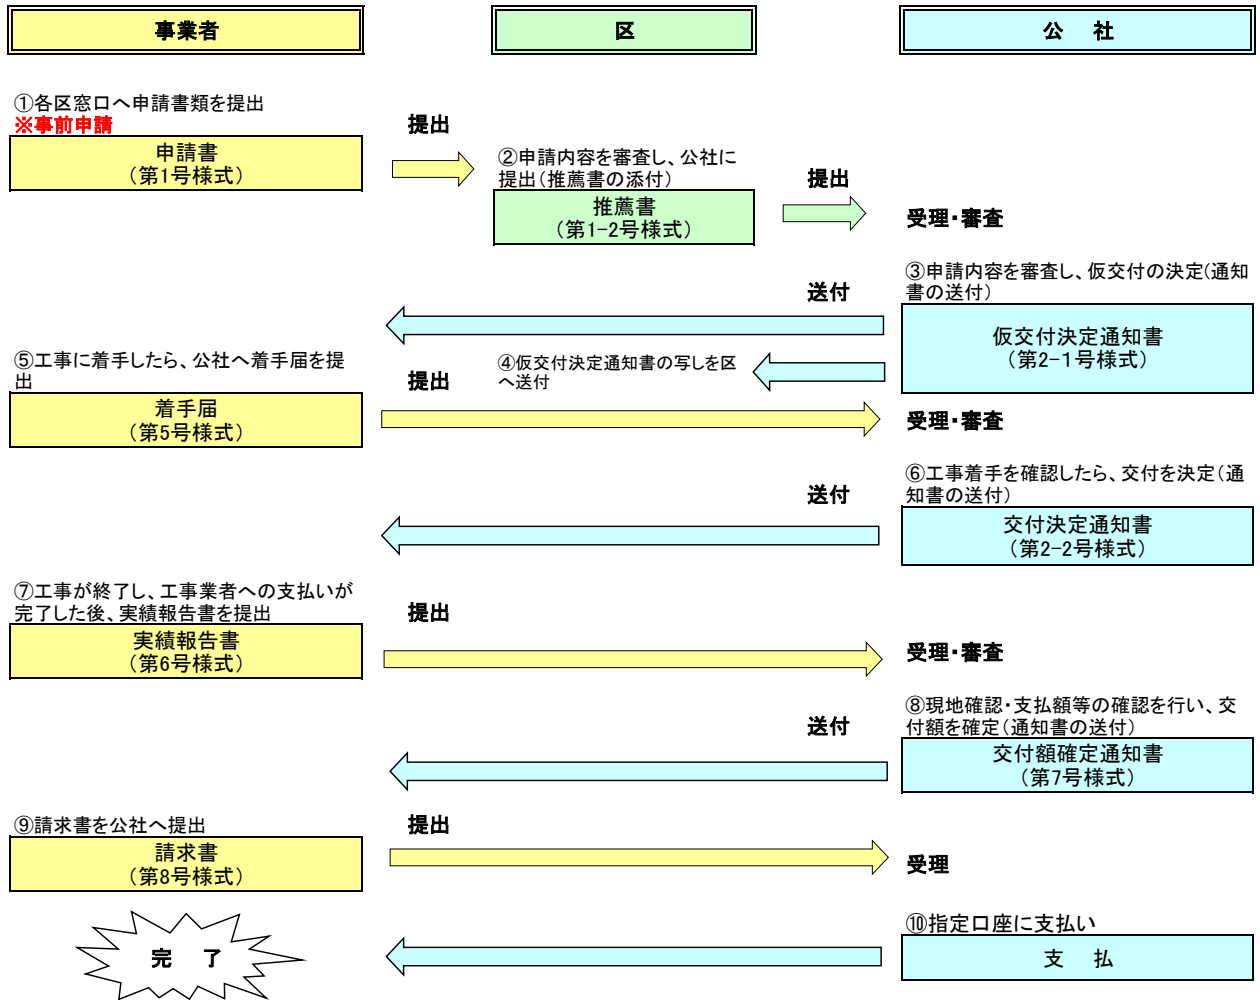 事業者
区
公 社
①各区窓口へ申請書類を提出
※事前申請
申請書
(第1号様式)
提出
②申請内容を審査し、公社に
提出(推薦書の添付)
推薦書
(第1-2号様式)
提出
受理・審査
③申請内容を審査し、仮交付の決定(通知
書の送付)
送付
仮交付決定通知書
(第2-1号様式)
④仮交付決定通知書の写しを区
へ送付
⑤工事に着手したら、公社へ着手届を提
出
着手届
(第5号様式)
提出
受理・審査
⑥工事着手を確認したら、交付を決定(通
知書の送付)
送付
交付決定通知書
(第2-2号様式)
⑦工事が終了し、工事業者への支払いが
完了した後、実績報告書を提出
実績報告書
(第6号様式)
提出
受理・審査
⑧現地確認・支払額等の確認を行い、交
付額を確定(通知書の送付)
送付
交付額確定通知書
(第7号様式)
⑨請求書を公社へ提出
請求書
(第8号様式)
提出
受理
⑩指定口座に支払い
支 払
完 了